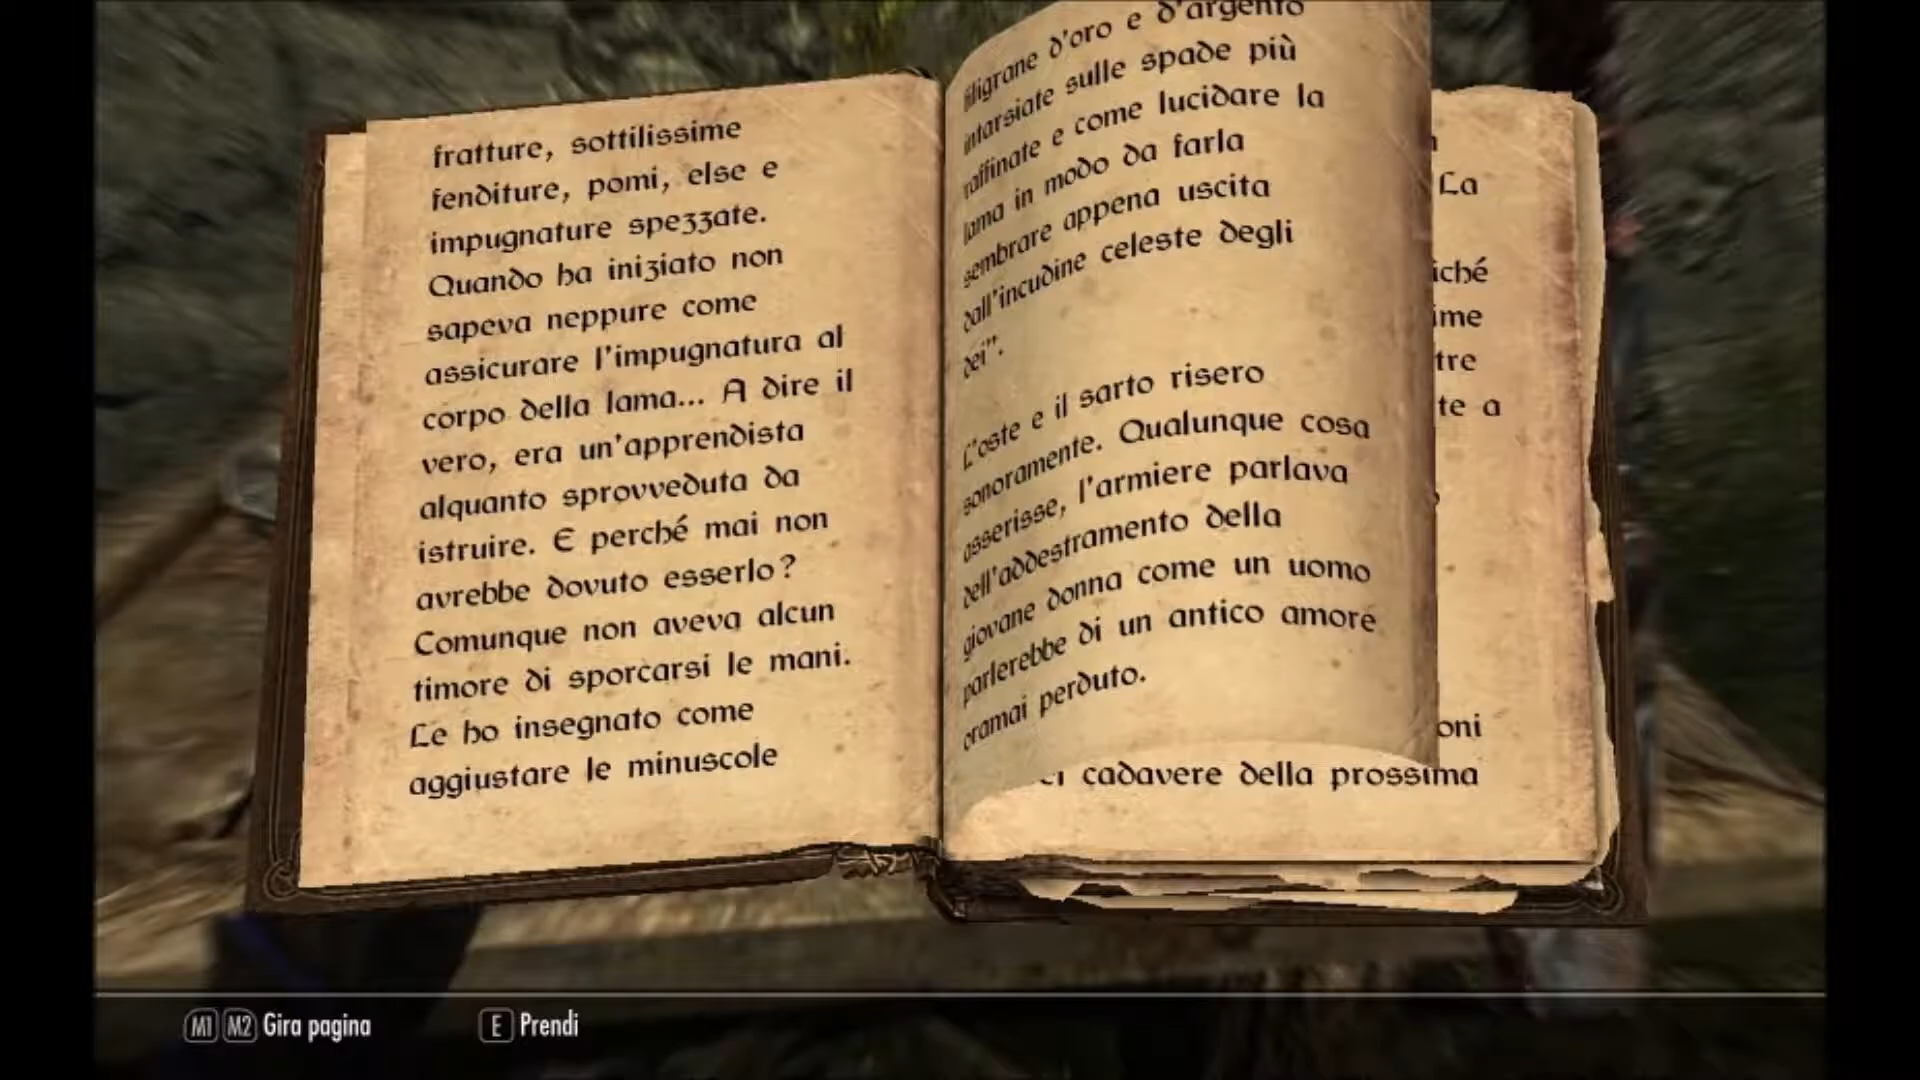 fratture, sottilissime
fenditure, pomi, else e
impugnature spezzate.
Quando ha iniziato non
sapeva neppure come
assicurare l'impugnatura al
corpo della lama... A dire il
vero, era un'apprendista
alquanto sprovveduta da
istruire. E perché mai non
avrebbe dovuto esserlo?
Comunque non aveva alcun
timore di sporcarsi le mani.
Le ho insegnato come
aggiustare le minuscole
filigrane d'oro e d'argento
intarsiate sulle spade più
raffinate e come lucidare la
lama in modo da farla
sembrare appena uscita
dall'incudine celeste degli
dei".
L'oste e il sarto risero
sonoramente. Qualunque cosa
asserisse, l'armiere parlava
dell'addestramento della
giovane donna come un uomo
parlerebbe di un antico amore
oramai perduto.
La
iché
ime
tre
te a
oni
cadavere della prossima
M1 M2 Gira pagina
E Prendi